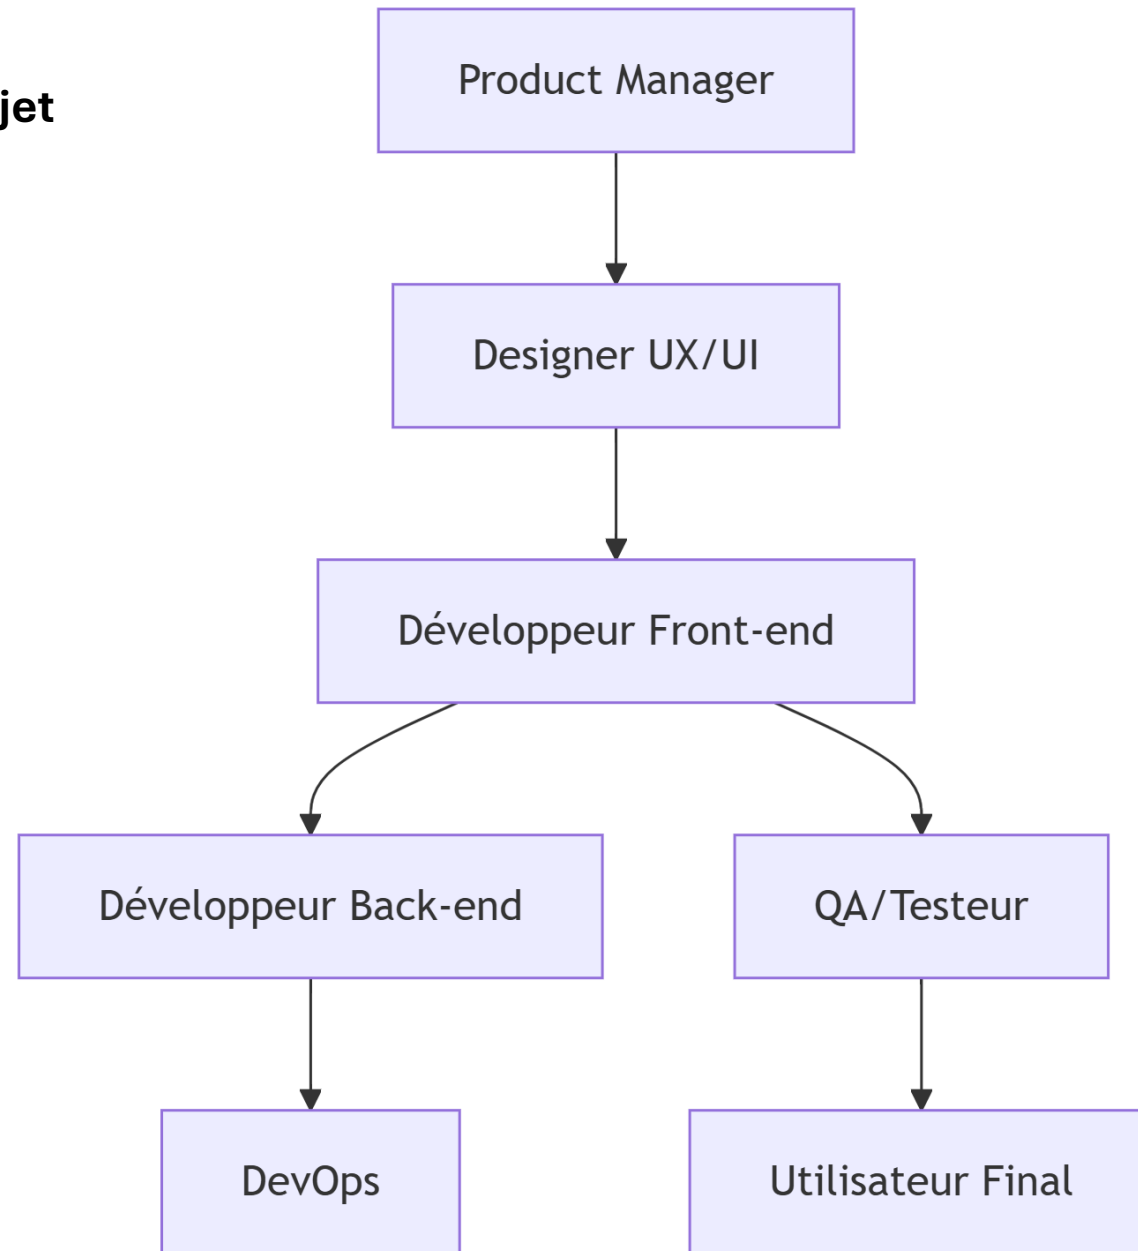 jet
Product Manager
Designer UX/UI
Développeur Front-end
Développeur Back-end
QA/Testeur
DevOps
Utilisateur Final